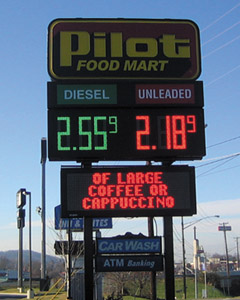 Pilot
FOOD MART
DIESEL UNLEADED
2.55⁹ 2.18⁹
OF LARGE
COFFEE OR
CAPPUCCINO
CAR WASH
ATM Banking